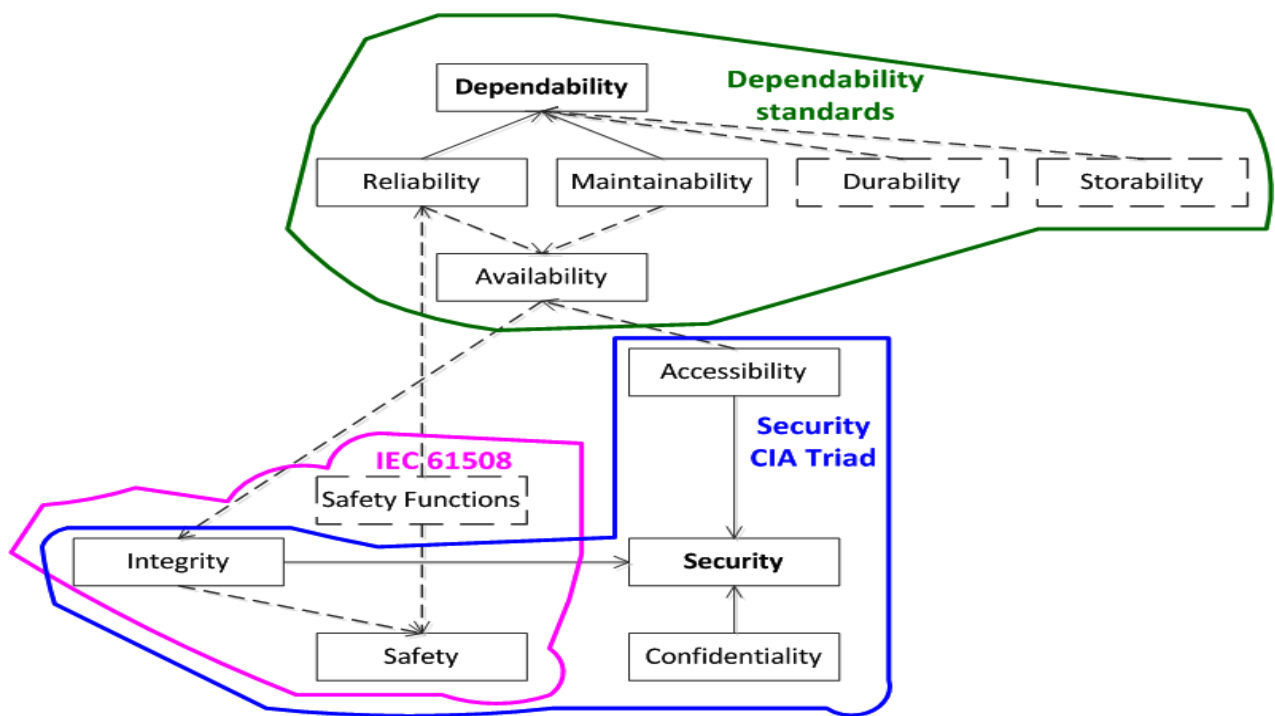 Dependability
Dependability
standards
Reliability
Maintainability
Durability
Storability
Availability
Accessibility
Security
CIA Triad
IEC 61508
Safety Functions
Integrity
Security
Safety
Confidentiality